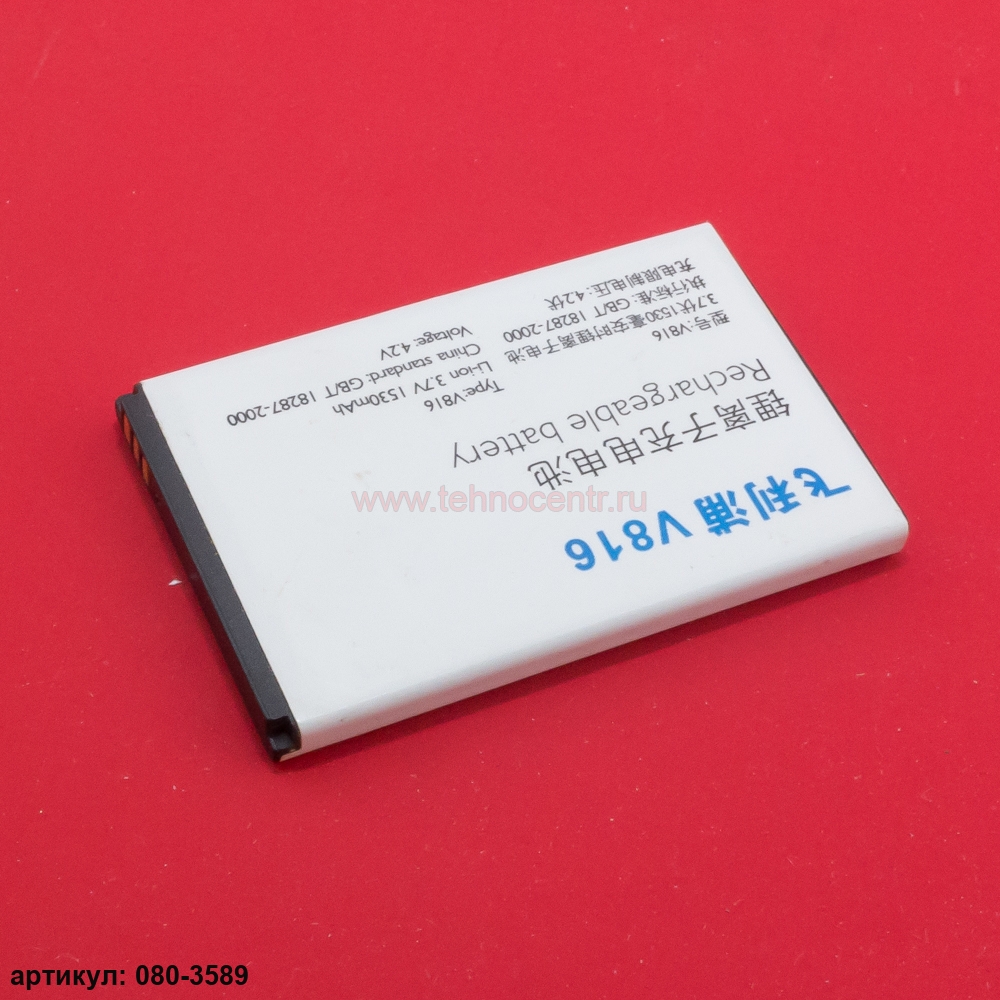 飞利浦 V816
锂离子充电电池
Rechargeable battery
型号: V816
3.7伏1530毫安时锂离子电池
执行标准: GB/T 18287-2000
充电限制电压: 4.2伏
Type:V816
Li-ion 3.7V 1530mAh
China standard: GB/T 18287-2000
Voltage: 4.2V
www.tehnocentr.ru
артикул: 080-3589